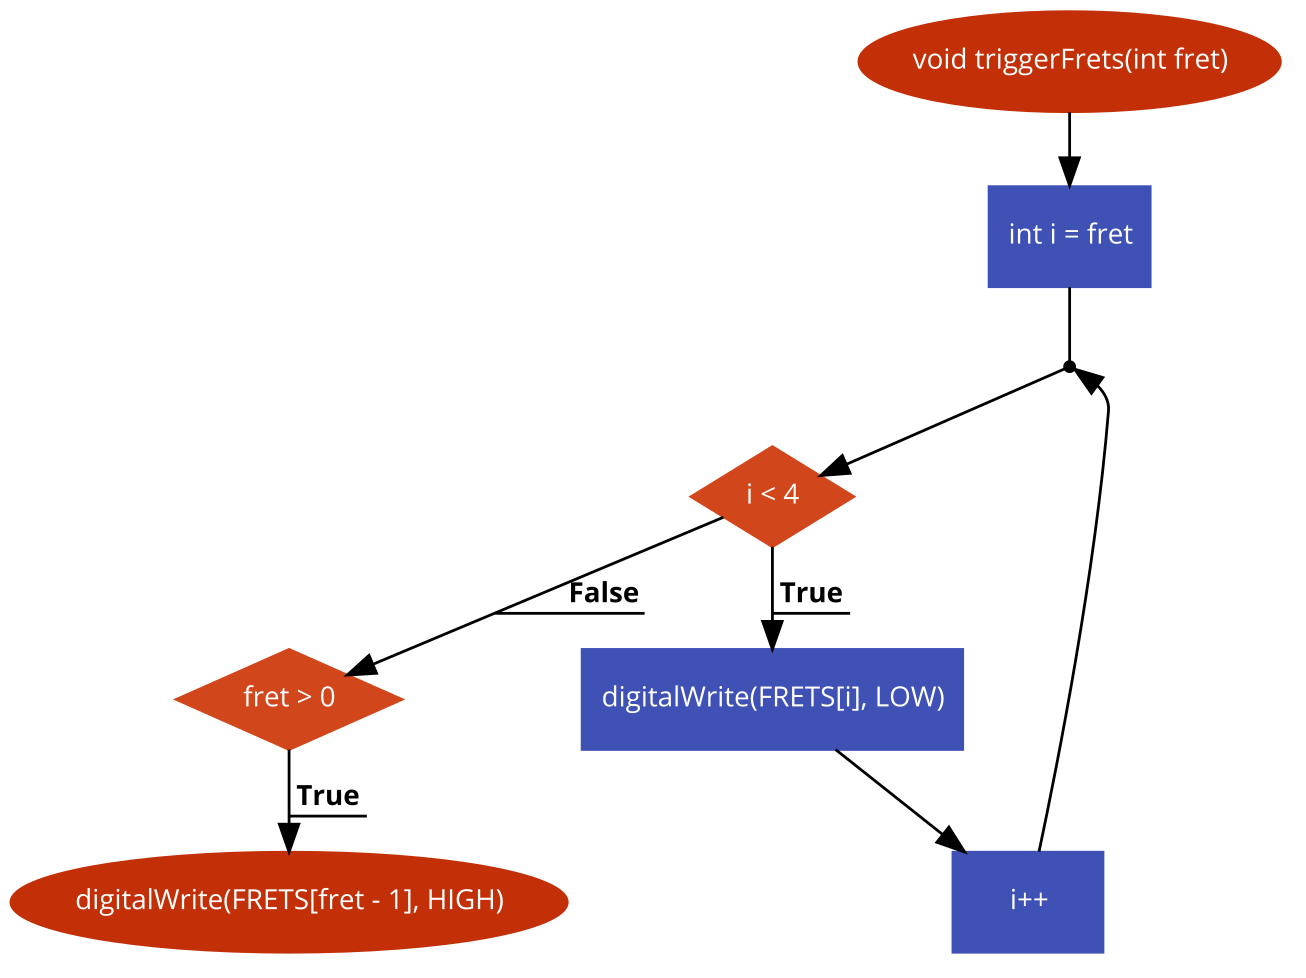 void triggerFrets(int fret)
int i = fret
i < 4
False
True
fret > 0
digitalWrite(FRETS[i], LOW)
True
digitalWrite(FRETS[fret - 1], HIGH)
i++